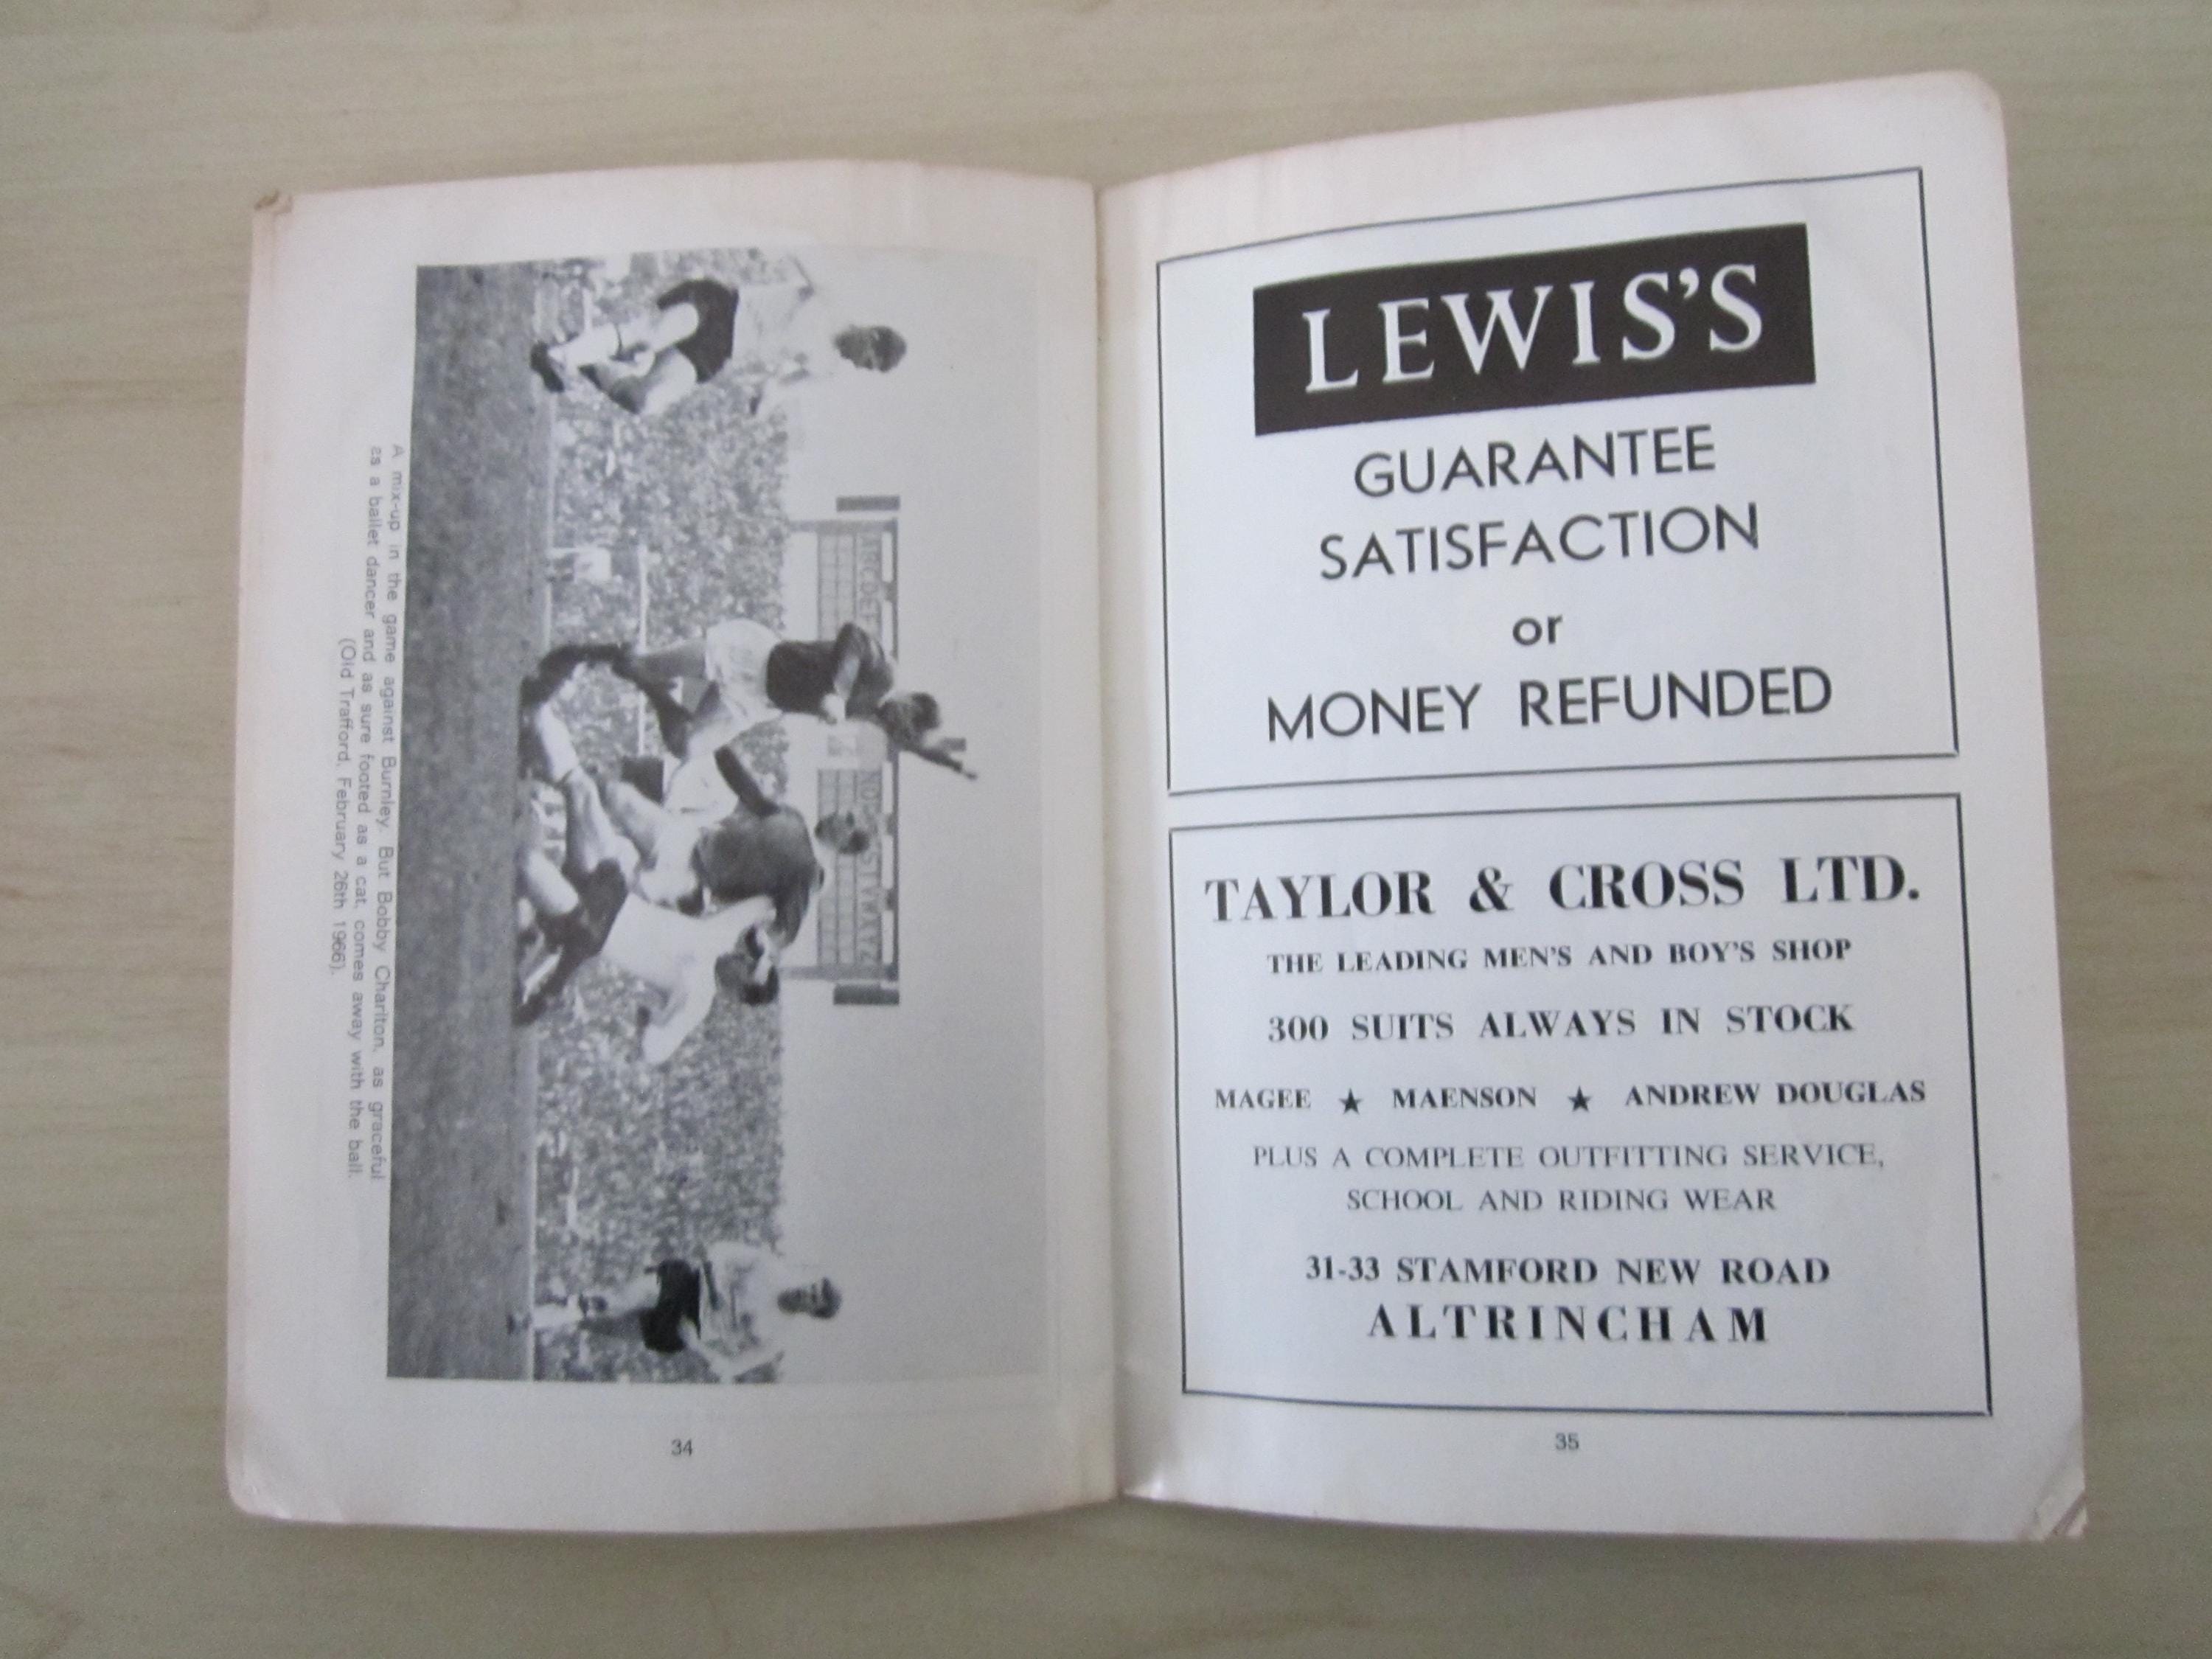 ABCDEF
NOP STVWXYZ
A mix-up in the game against Burnley. But Bobby Charlton, as graceful
as a ballet dancer and as sure footed as a cat, comes away with the ball.
(Old Trafford, February 26th 1966).
34
LEWIS'S
GUARANTEE
SATISFACTION
or
MONEY REFUNDED
TAYLOR & CROSS LTD.
THE LEADING MEN'S AND BOY'S SHOP
300 SUITS ALWAYS IN STOCK
MAGEE ★ MAENSON ★ ANDREW DOUGLAS
PLUS A COMPLETE OUTFITTING SERVICE,
SCHOOL AND RIDING WEAR
31-33 STAMFORD NEW ROAD
ALTRINCHAM
35